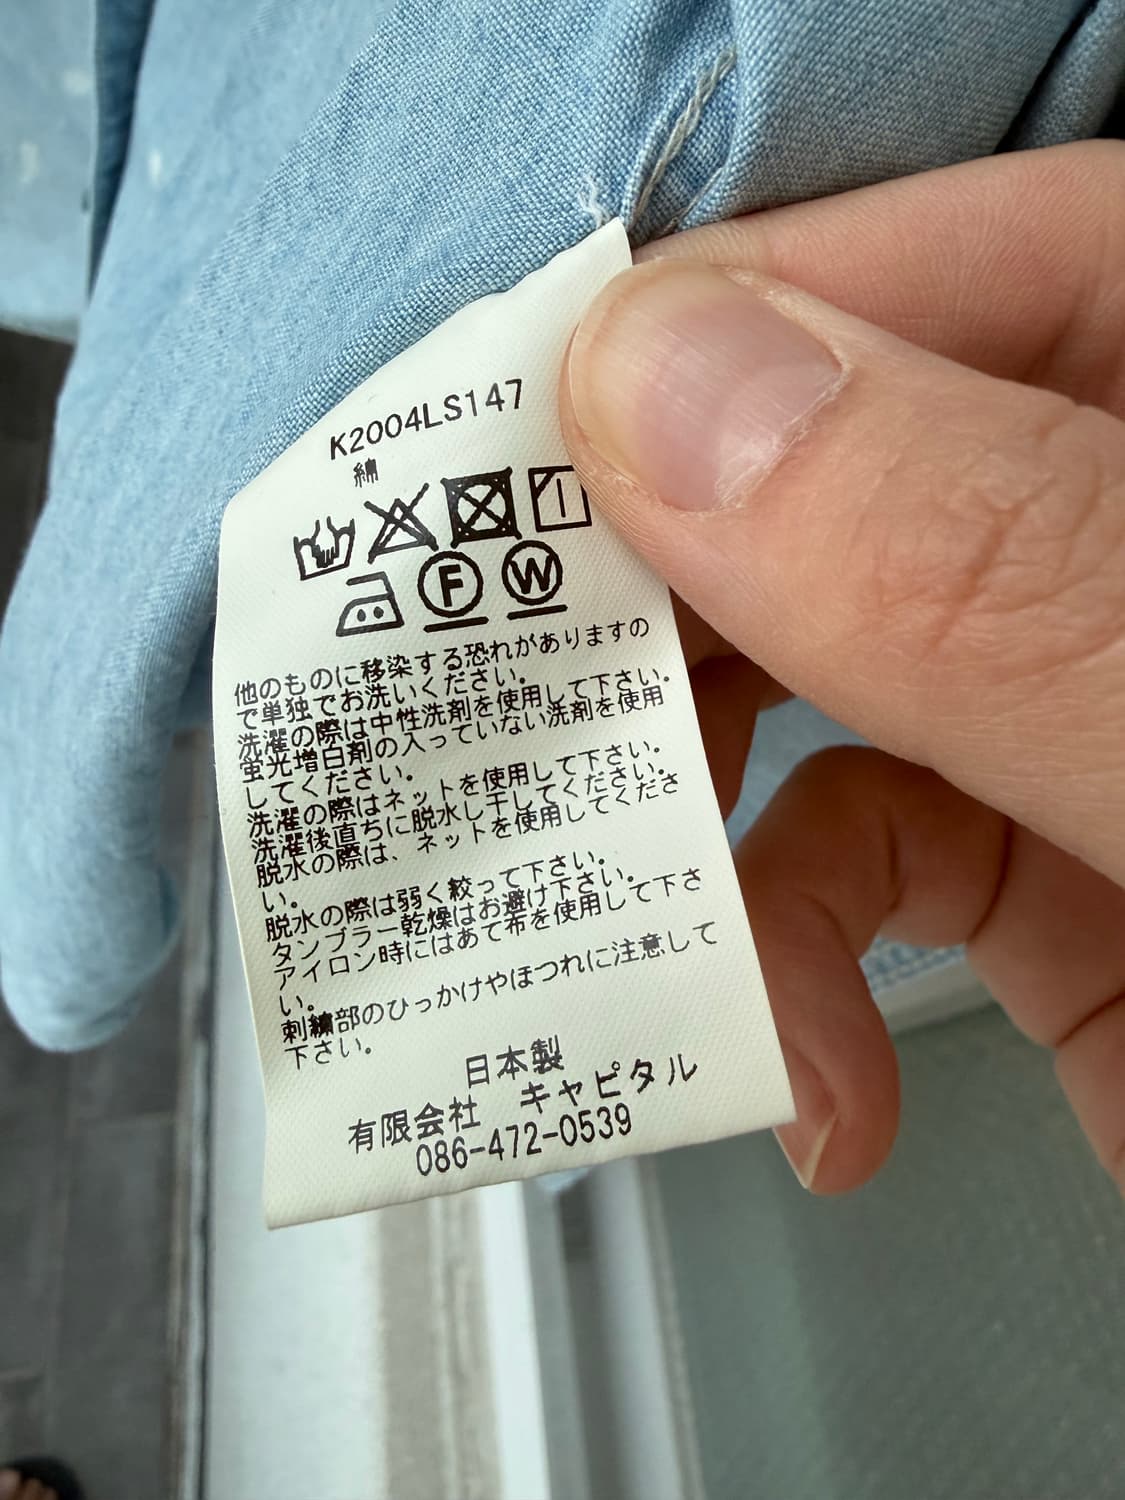 K2004LS147
綿
F W
他のものに移染する恐れがありますの
で単独でお洗いください。
洗濯の際は中性洗剤を使用して下さい。
蛍光増白剤の入っていない洗剤を使用
してください。
洗濯の際はネットを使用して下さい。
洗濯後直ちに脱水し干してください。
脱水の際は、ネットを使用してくださ
い。
脱水の際は弱く絞って下さい。
タンブラー乾燥はお避け下さい。
アイロン時にはあて布を使用して下さ
い。
刺繍部のひっかけやほつれに注意して
下さい。
日本製
有限会社 キャピタル
086-472-0539